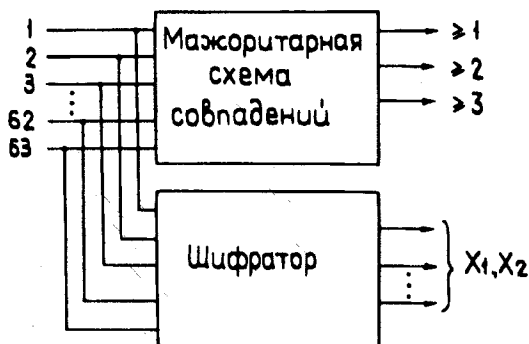 1
2
3
62
63
Мажоритарная
схема
совпадений
≥1
≥2
≥3
Шифратор
X1,X2